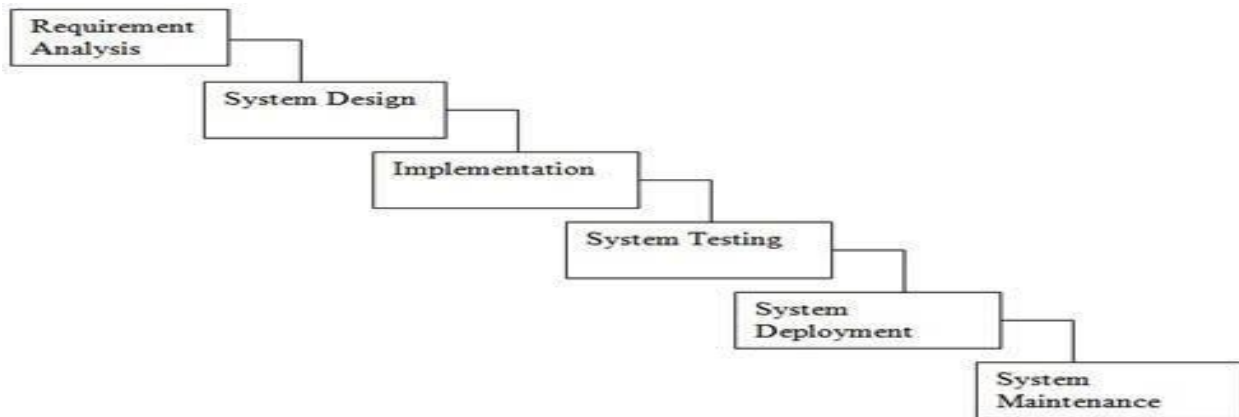 Requirement
Analysis
System Design
Implementation
System Testing
System
Deployment
System
Maintenance